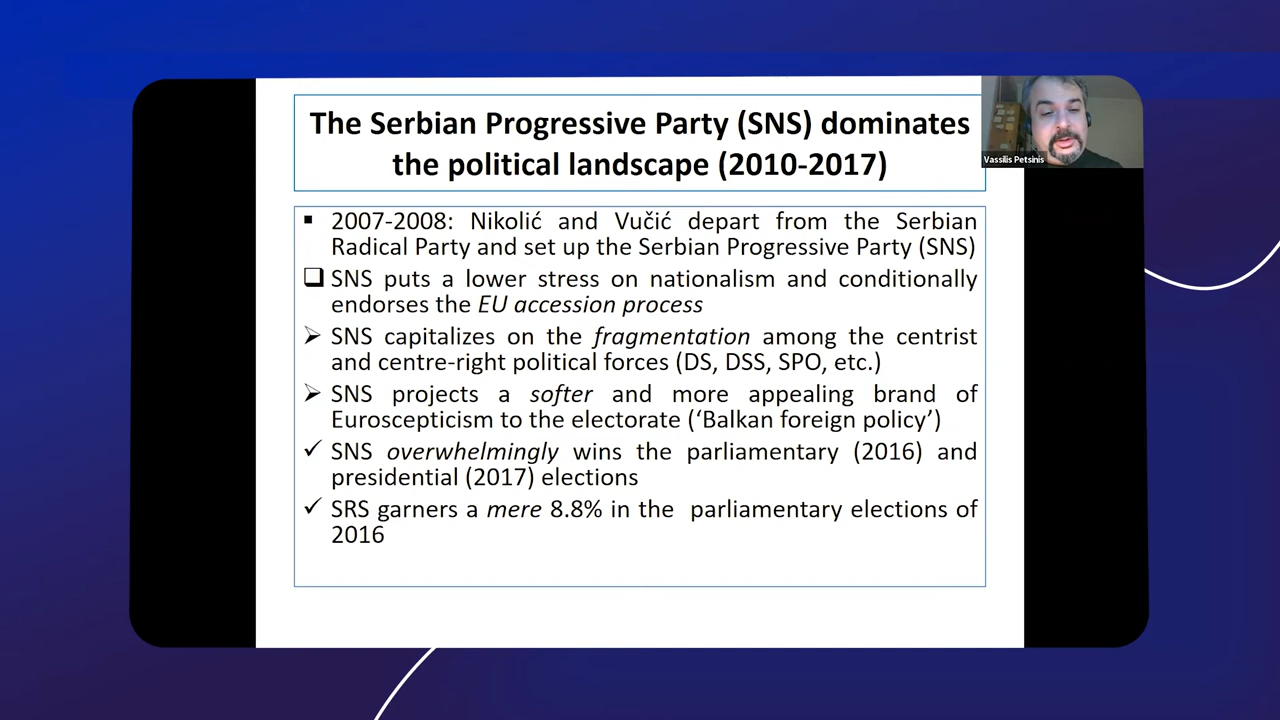 The Serbian Progressive Party (SNS) dominates
the political landscape (2010-2017)
Vassilis Petsinis
2007-2008: Nikolić and Vučić depart from the Serbian
Radical Party and set up the Serbian Progressive Party (SNS)
SNS puts a lower stress on nationalism and conditionally
endorses the EU accession process
SNS capitalizes on the fragmentation among the centrist
and centre-right political forces (DS, DSS, SPO, etc.)
SNS projects a softer and more appealing brand of
Euroscepticism to the electorate (‘Balkan foreign policy’)
SNS overwhelmingly wins the parliamentary (2016) and
presidential (2017) elections
SRS garners a mere 8.8% in the parliamentary elections of
2016